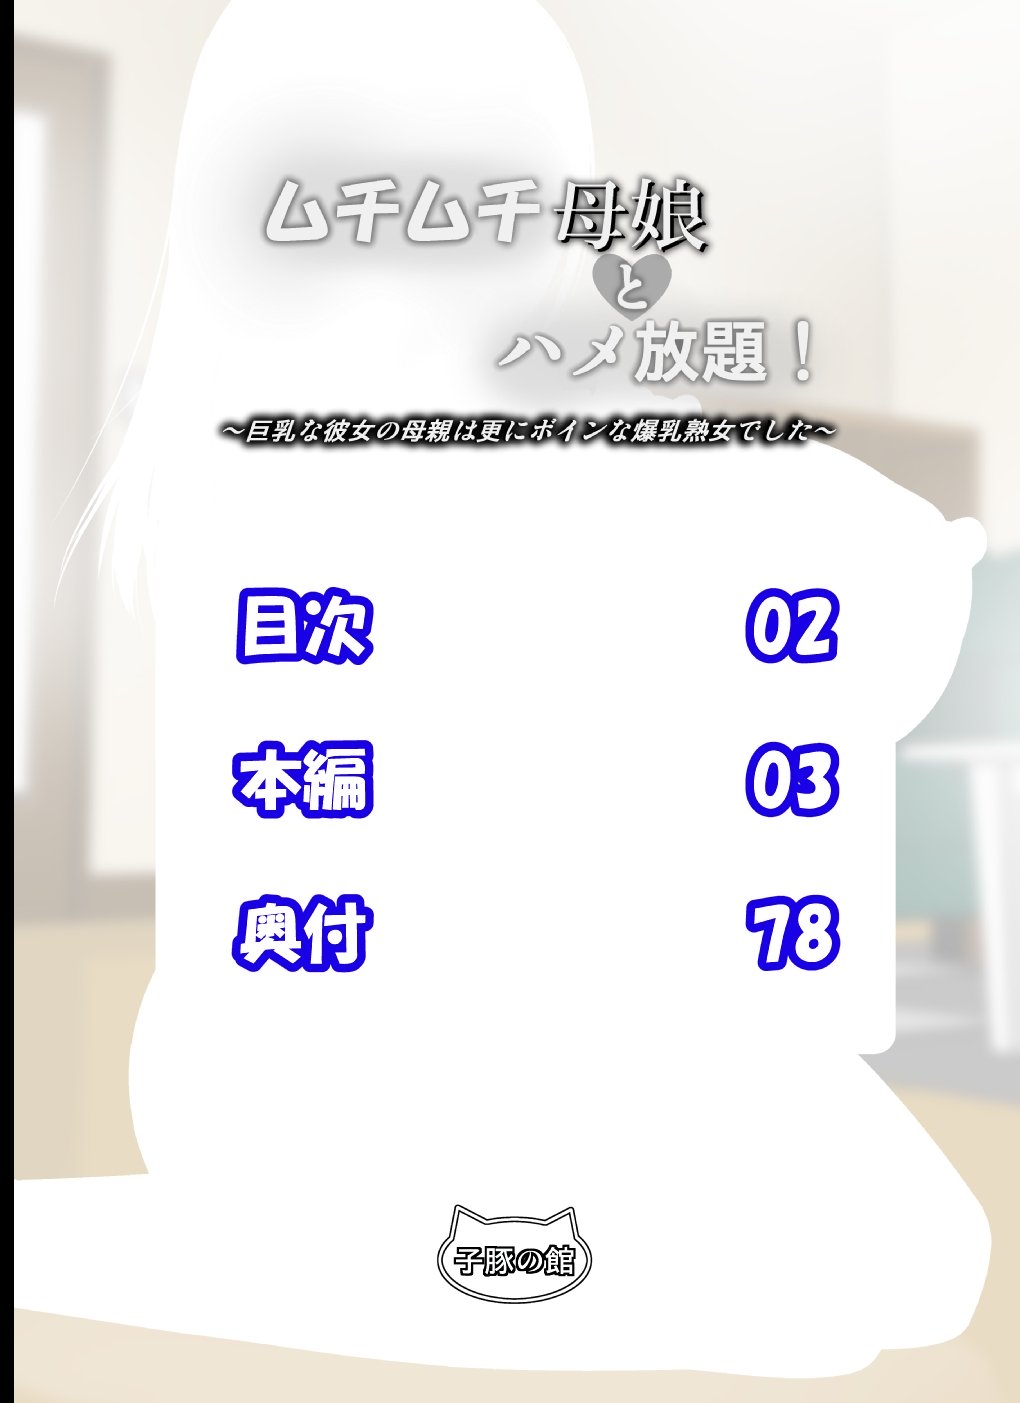 ムチムチ母娘
と
ハメ放題！
～巨乳な彼女の母親は更にボインな爆乳熟女でした～
目次 02
本編 03
奥付 78
子豚の館